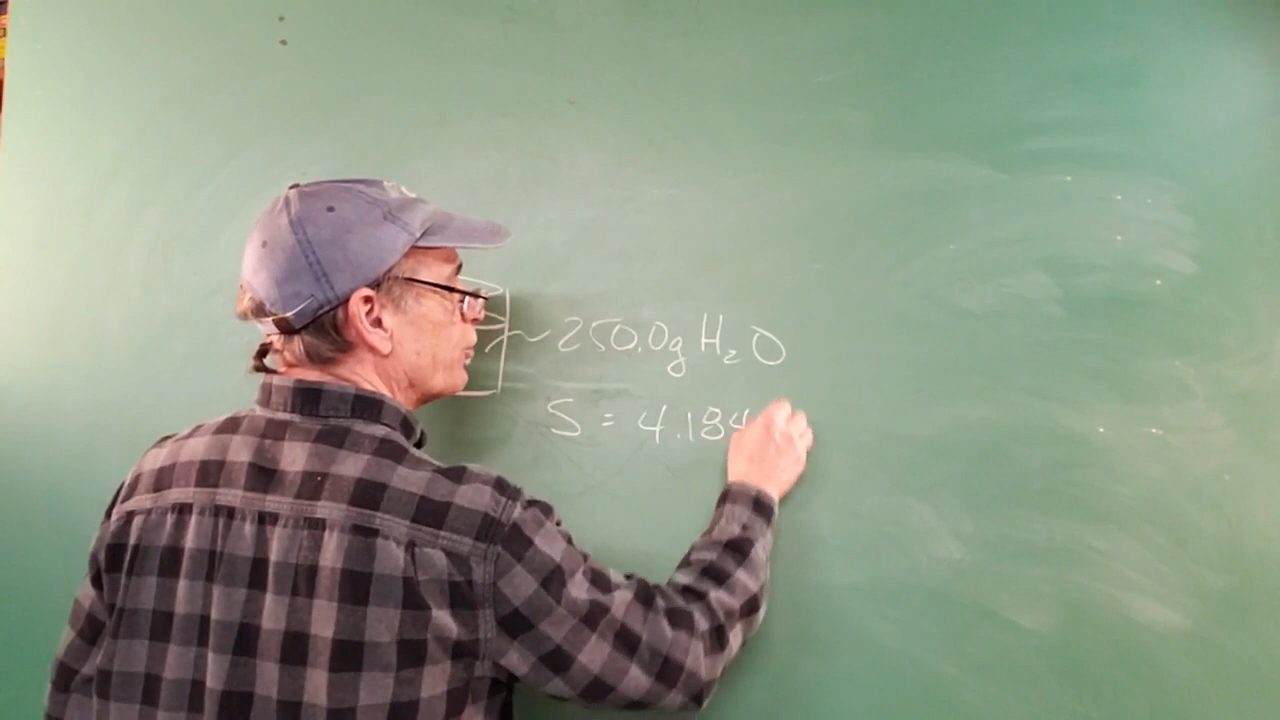 ~250.0g H₂O
S = 4.184